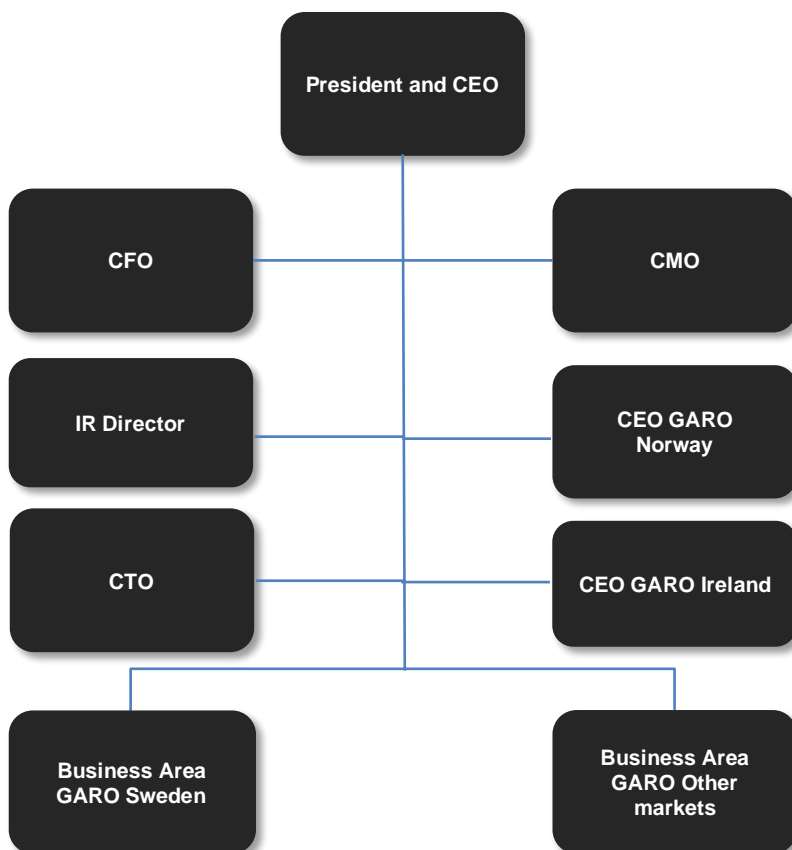 President and CEO
CFO
CMO
IR Director
CEO GARO
Norway
CTO
CEO GARO Ireland
Business Area
GARO Sweden
Business Area
GARO Other
markets